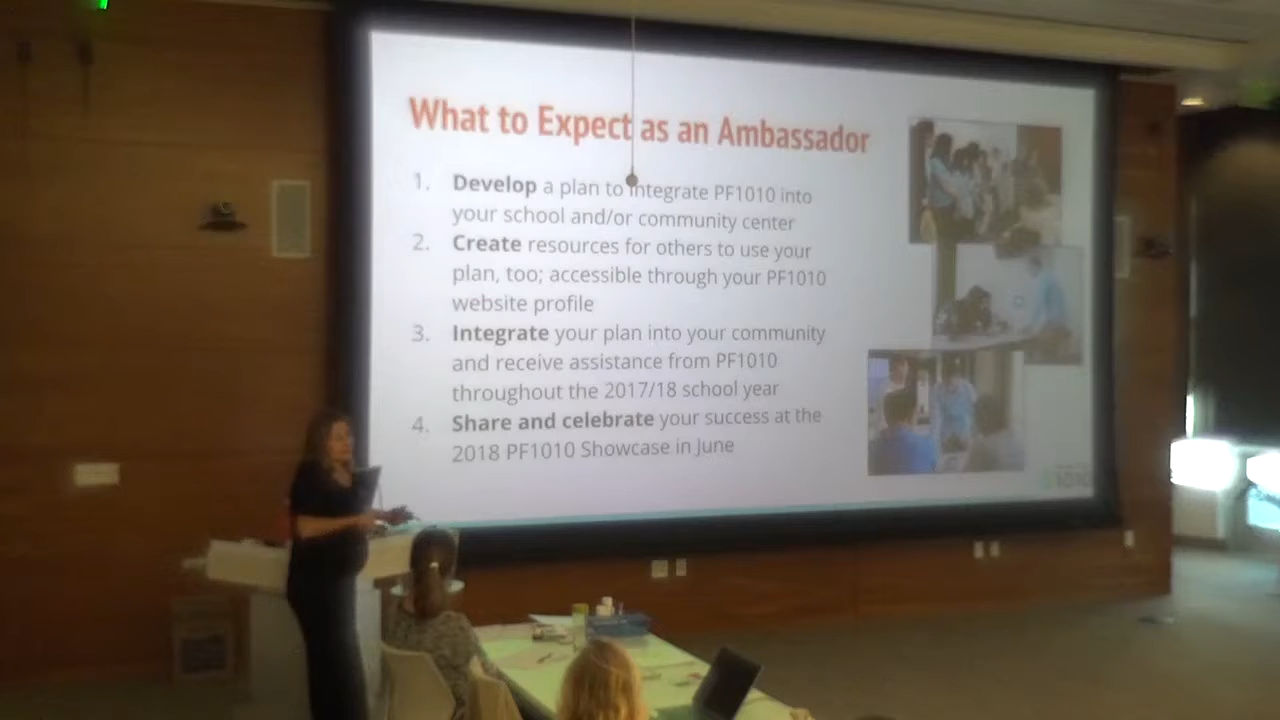 What to Expect as an Ambassador
1. Develop a plan to integrate PF1010 into
your school and/or community center
2. Create resources for others to use your
plan, too; accessible through your PF1010
website profile
3. Integrate your plan into your community
and receive assistance from PF1010
throughout the 2017/18 school year
4. Share and celebrate your success at the
2018 PF1010 Showcase in June